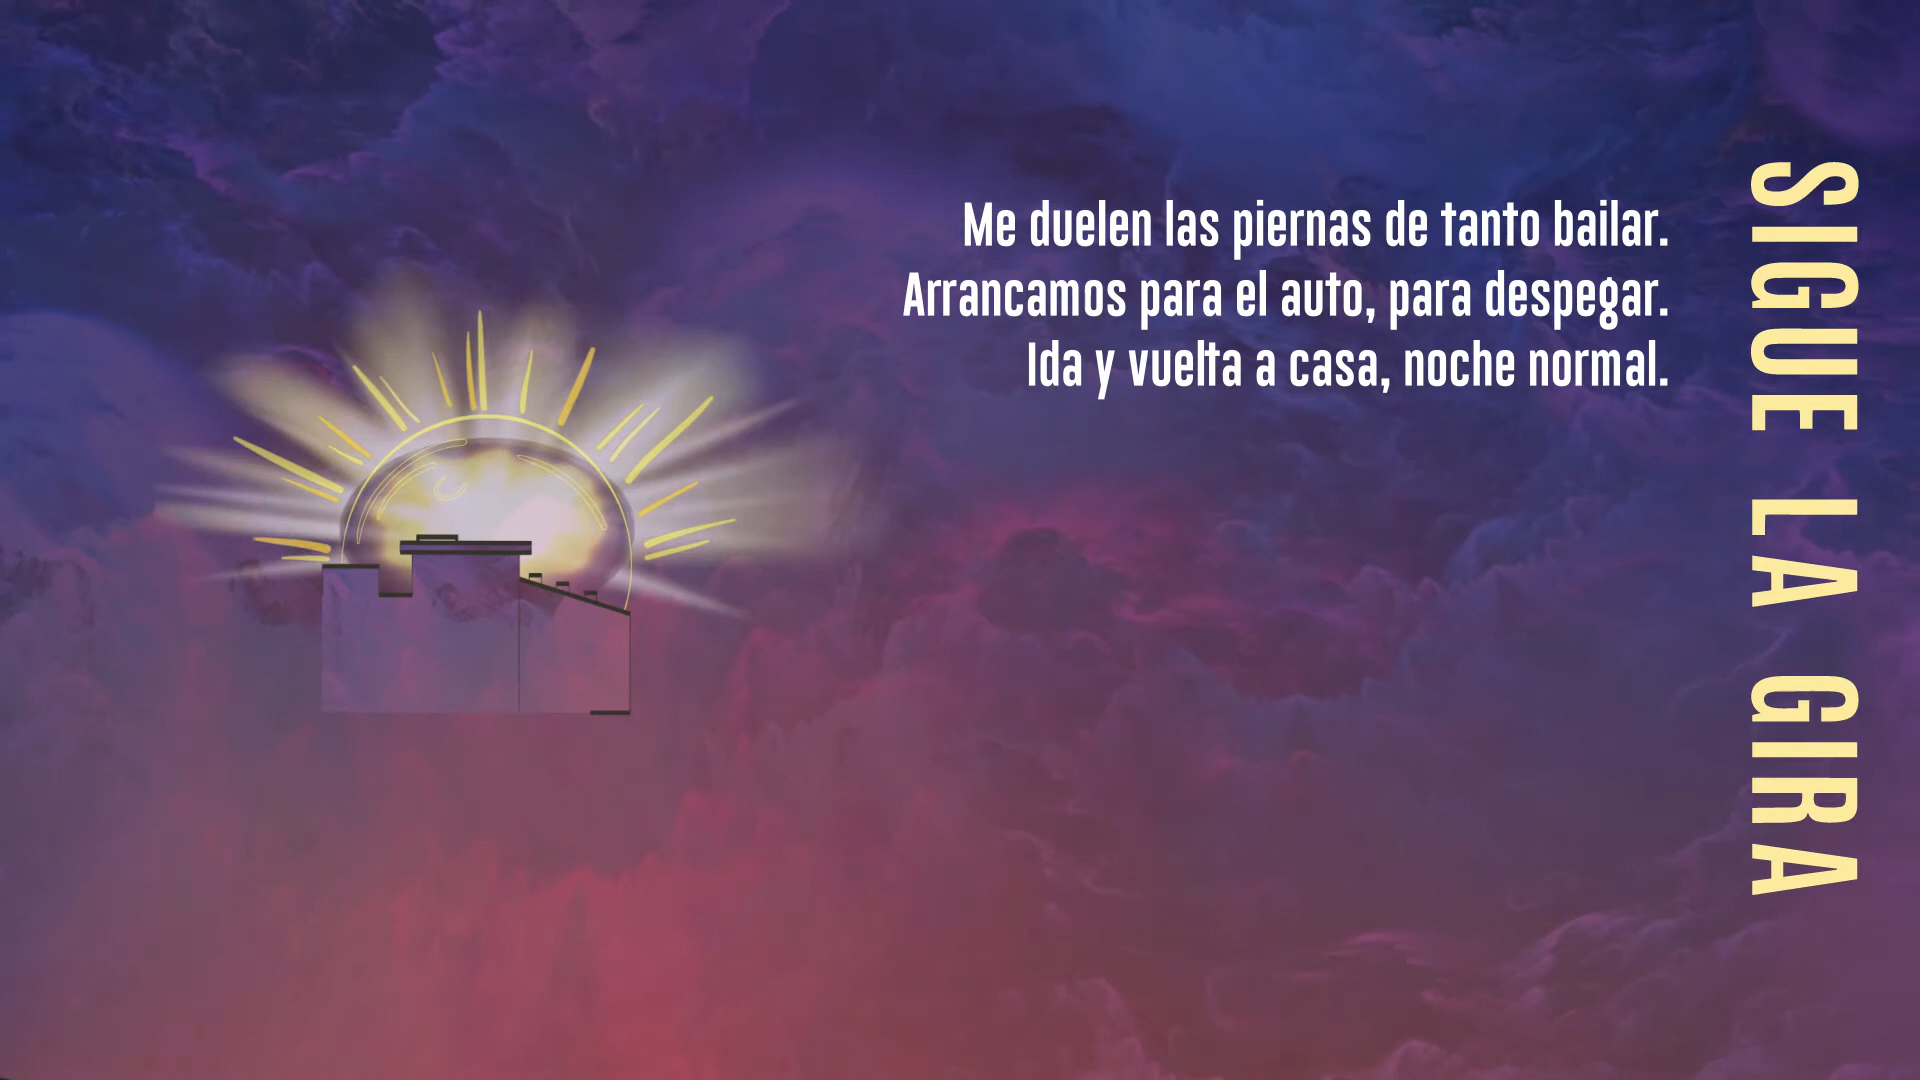 Me duelen las piernas de tanto bailar.
Arrancamos para el auto, para despegar.
Ida y vuelta a casa, noche normal.
SIGUE LA GIRA